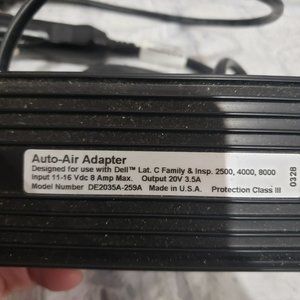 Auto-Air Adapter
Designed for use with Dell™ Lat. C Family & Insp. 2500, 4000, 8000
Input 11-16 Vdc 8 Amp Max. Output 20V 3.5A
Model Number DE2035A-259A Made in U.S.A. Protection Class III
0328